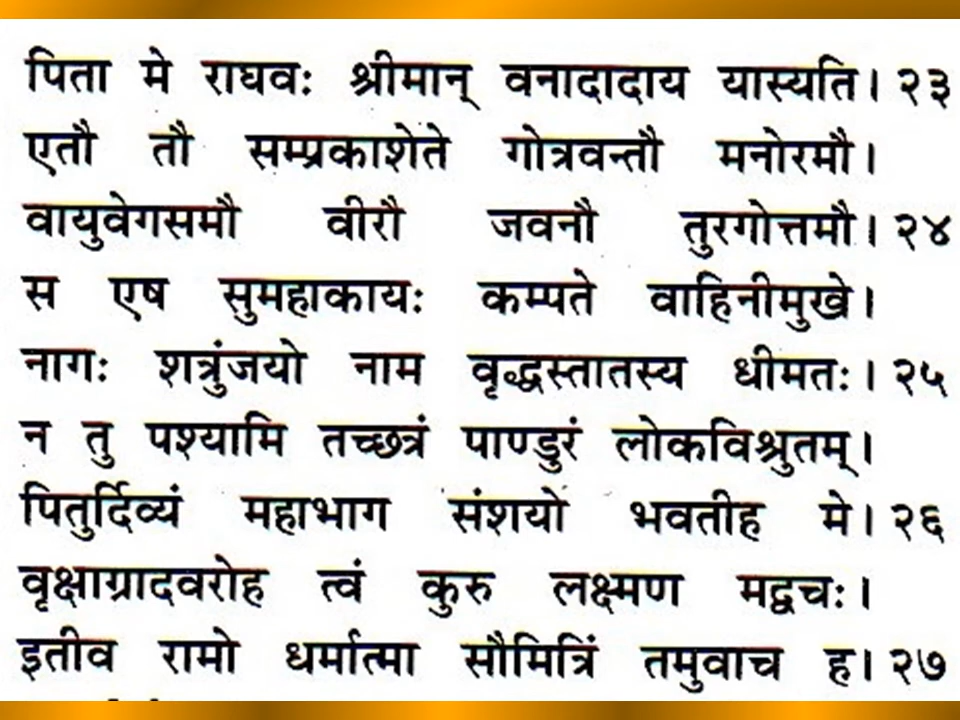 पिता मे राघवः श्रीमान् वनादादाय यास्यति। २३
एतौ तौ सम्प्रकाशेते गोत्रवन्तौ मनोरमौ।
वायुवेगसमौ वीरौ जवनौ तुरगोत्तमौ। २४
स एष सुमहाकायः कम्पते वाहिनीमुखे।
नागः शत्रुंजयो नाम वृद्धस्तातस्य धीमतः। २५
न तु पश्यामि तच्छत्रं पाण्डुरं लोकविश्रुतम्।
पितुर्दिव्यं महाभाग संशयो भवतीह मे। २६
वृक्षाग्रादवरोह त्वं कुरु लक्ष्मण मद्वचः।
इतीव रामो धर्मात्मा सौमित्रिं तमुवाच ह। २७